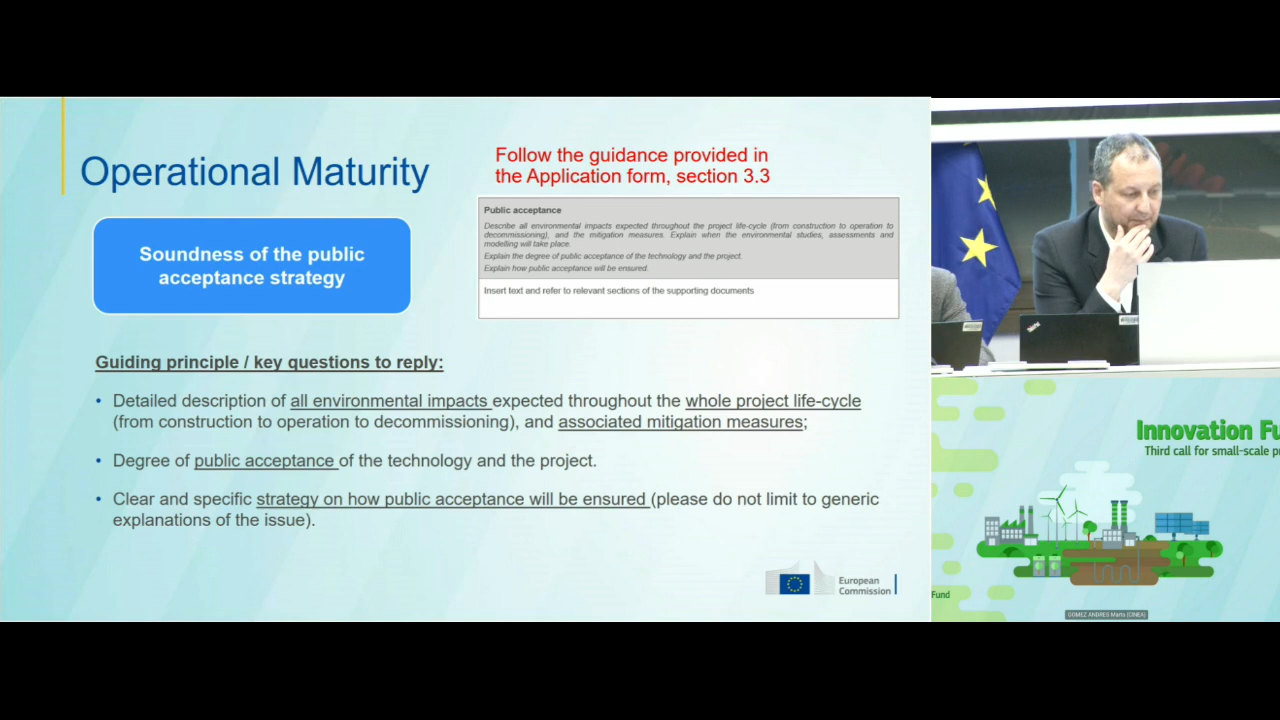 Operational Maturity
Follow the guidance provided in
the Application form, section 3.3
Soundness of the public
acceptance strategy
Public acceptance
Describe all environmental impacts expected throughout the project life-cycle (from construction to operation to
decommissioning), and the mitigation measures. Explain when the environmental studies, assessments and
modelling will take place.
Explain the degree of public acceptance of the technology and the project.
Explain how public acceptance will be ensured.
Insert text and refer to relevant sections of the supporting documents
Guiding principle / key questions to reply:
• Detailed description of all environmental impacts expected throughout the whole project life-cycle
(from construction to operation to decommissioning), and associated mitigation measures;
• Degree of public acceptance of the technology and the project.
• Clear and specific strategy on how public acceptance will be ensured (please do not limit to generic
explanations of the issue).
European
Commission
Innovation Fu
Third call for small-scale pr
Fund
GOMEZ ANDRES Marta (CINEA)